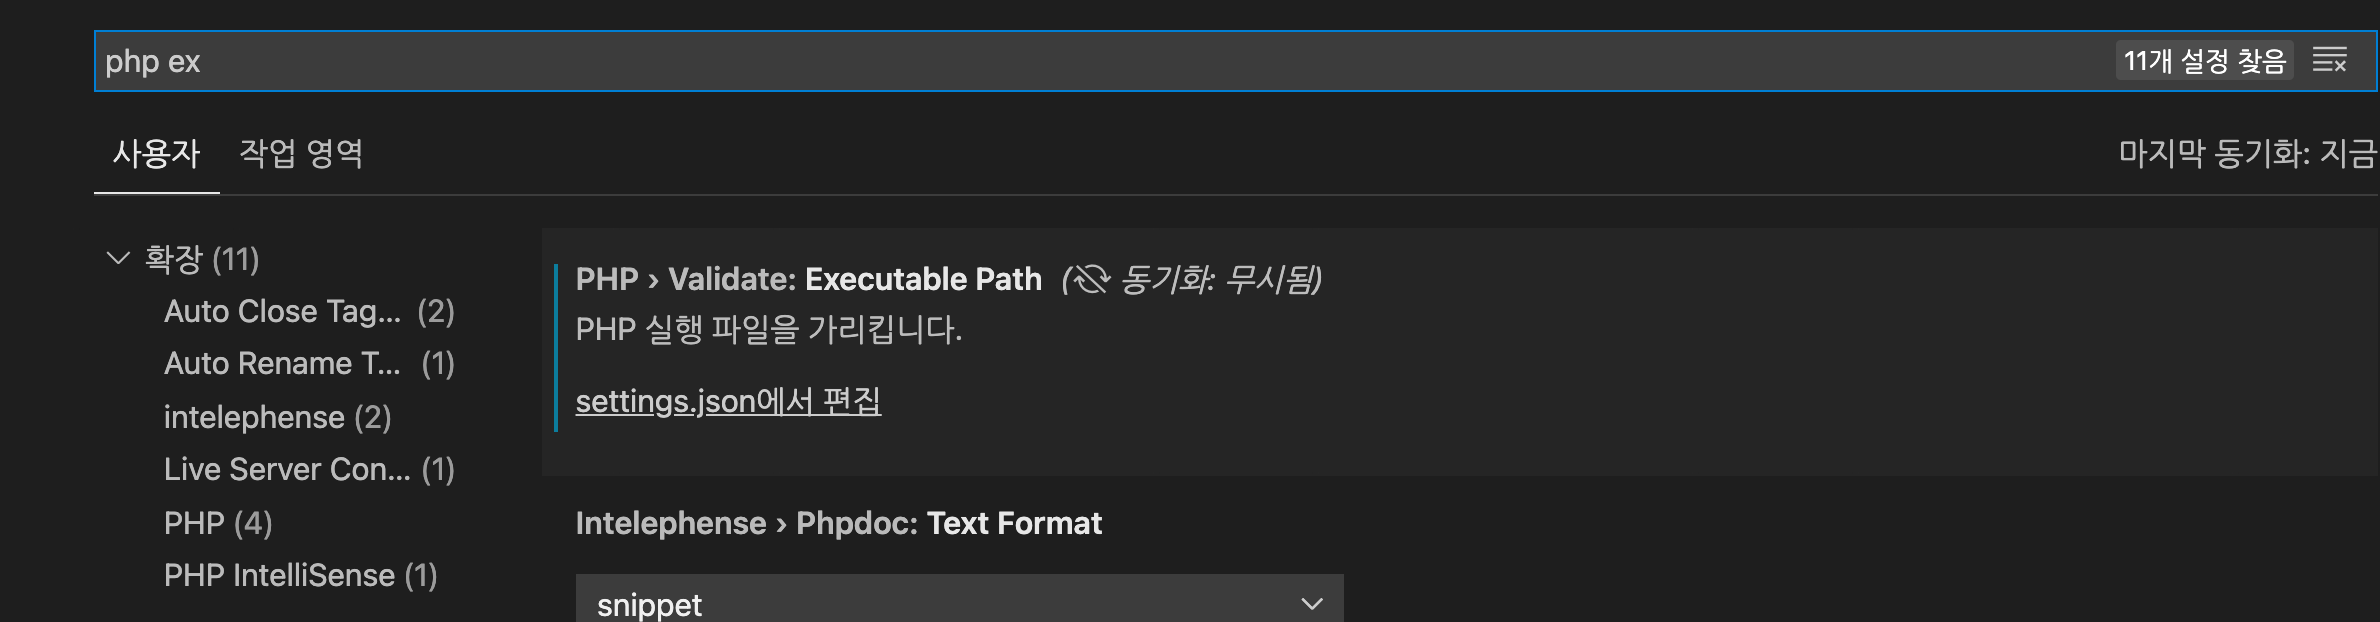 php ex
11개 설정 찾음
사용자 작업 영역
마지막 동기화: 지금
확장 (11)
Auto Close Tag... (2)
Auto Rename T... (1)
intelephense (2)
Live Server Con... (1)
PHP (4)
PHP IntelliSense (1)
PHP › Validate: Executable Path (동기화: 무시됨)
PHP 실행 파일을 가리킵니다.
settings.json에서 편집
Intelephense › Phpdoc: Text Format
snippet